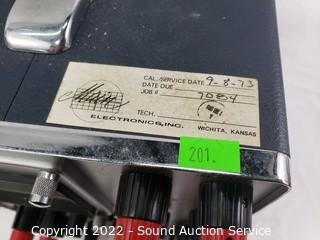 CAL./SERVICE DATE 9-8-73
DATE DUE
JOB # 7084
TECH.
ELECTRONICS, INC.
WICHITA, KANSAS
201.
Copyright 2022 - Sound Auction Service